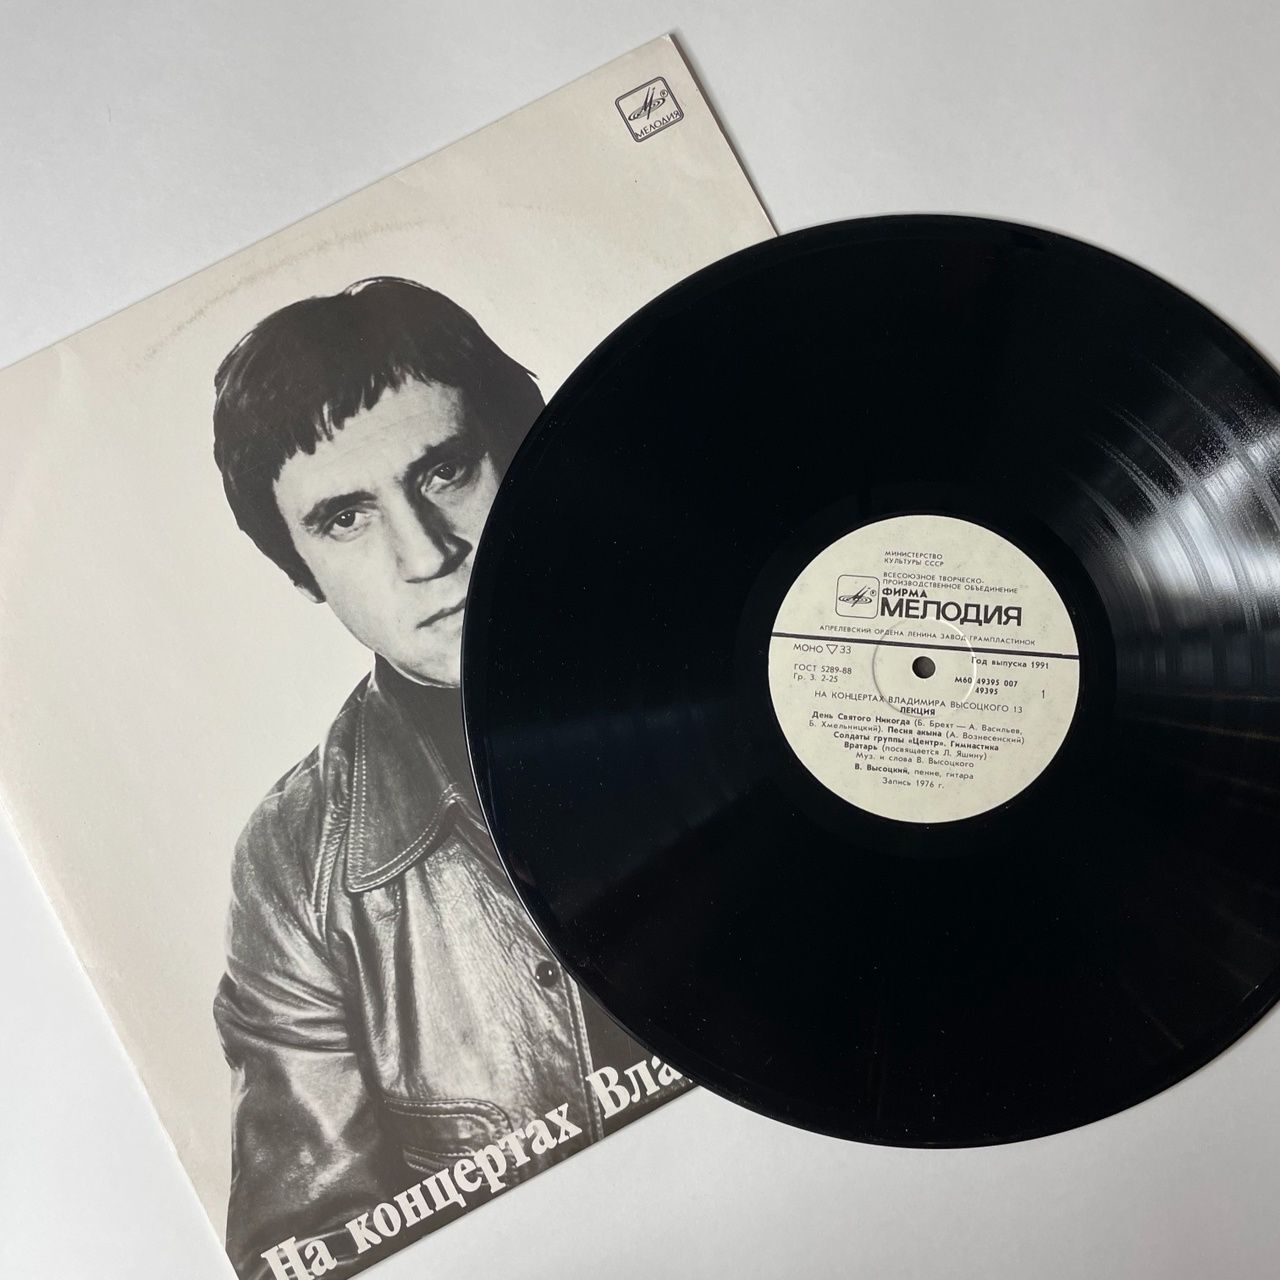 МЕЛОДИЯ
На концертах Вла
МИНИСТЕРСТВО
КУЛЬТУРЫ СССР
ВСЕСОЮЗНОЕ ТВОРЧЕСКО-
ПРОИЗВОДСТВЕННОЕ ОБЪЕДИНЕНИЕ
ФИРМА
МЕЛОДИЯ
АПРЕЛЕВСКИЙ ОРДЕНА ЛЕНИНА ЗАВОД ГРАМПЛАСТИНОК
МОНО ▽ 33 Год выпуска 1991
ГОСТ 5289-88 М60 49395 007
Гр. 3. 2-25 49395 1
НА КОНЦЕРТАХ ВЛАДИМИРА ВЫСОЦКОГО 13
ЛЕКЦИЯ
День Святого Никогда (Б. Брехт — А. Васильев,
Б. Хмельницкий). Песня акына (А. Вознесенский)
Солдаты группы «Центр». Гимнастика
Вратарь (посвящается Л. Яшину)
Муз. и слова В. Высоцкого
В. Высоцкий, пение, гитара
Запись 1976 г.